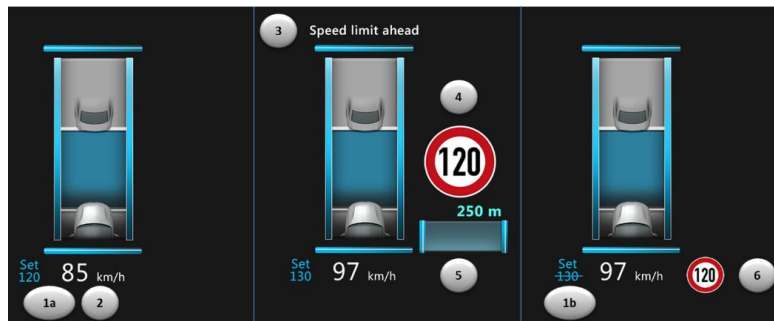 3 Speed limit ahead
4
120
250 m
Set
120 85 km/h
Set
130 97 km/h
Set
130 97 km/h 120
1a 2 5 1b 6